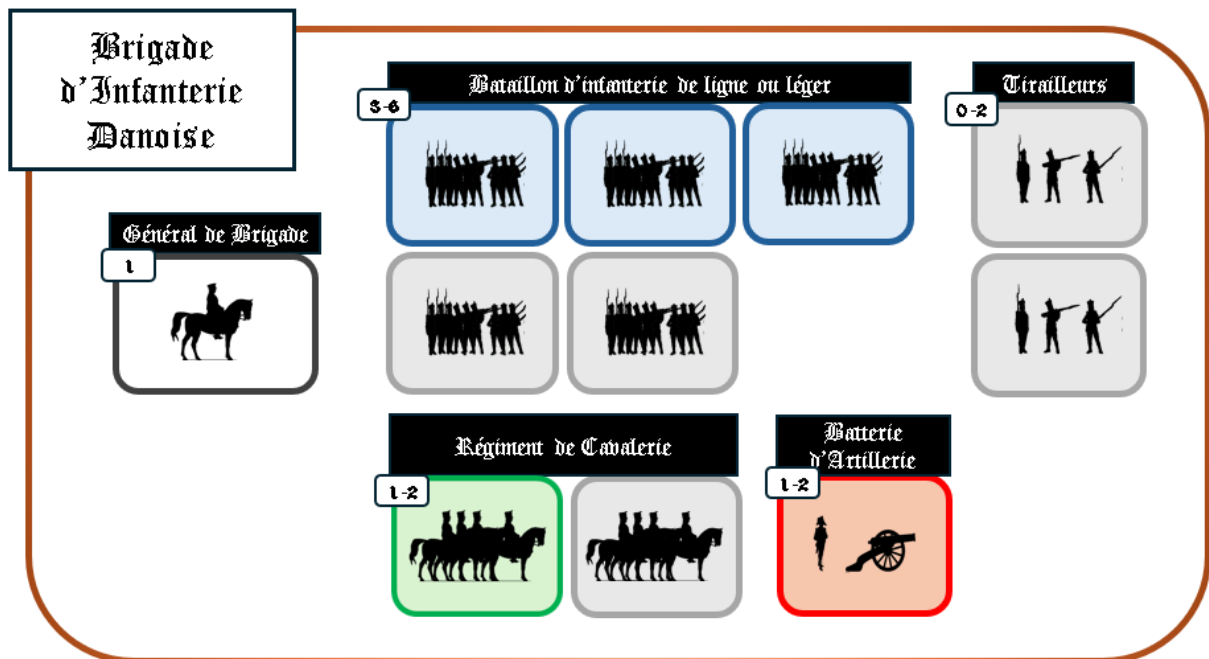 Brigade
d'Infanterie
Danoise
Bataillon d'infanterie de ligne ou léger
3-6
Tirailleurs
0-2
Général de Brigade
1
Régiment de Cavalerie
1-2
Batterie
d'Artillerie
1-2